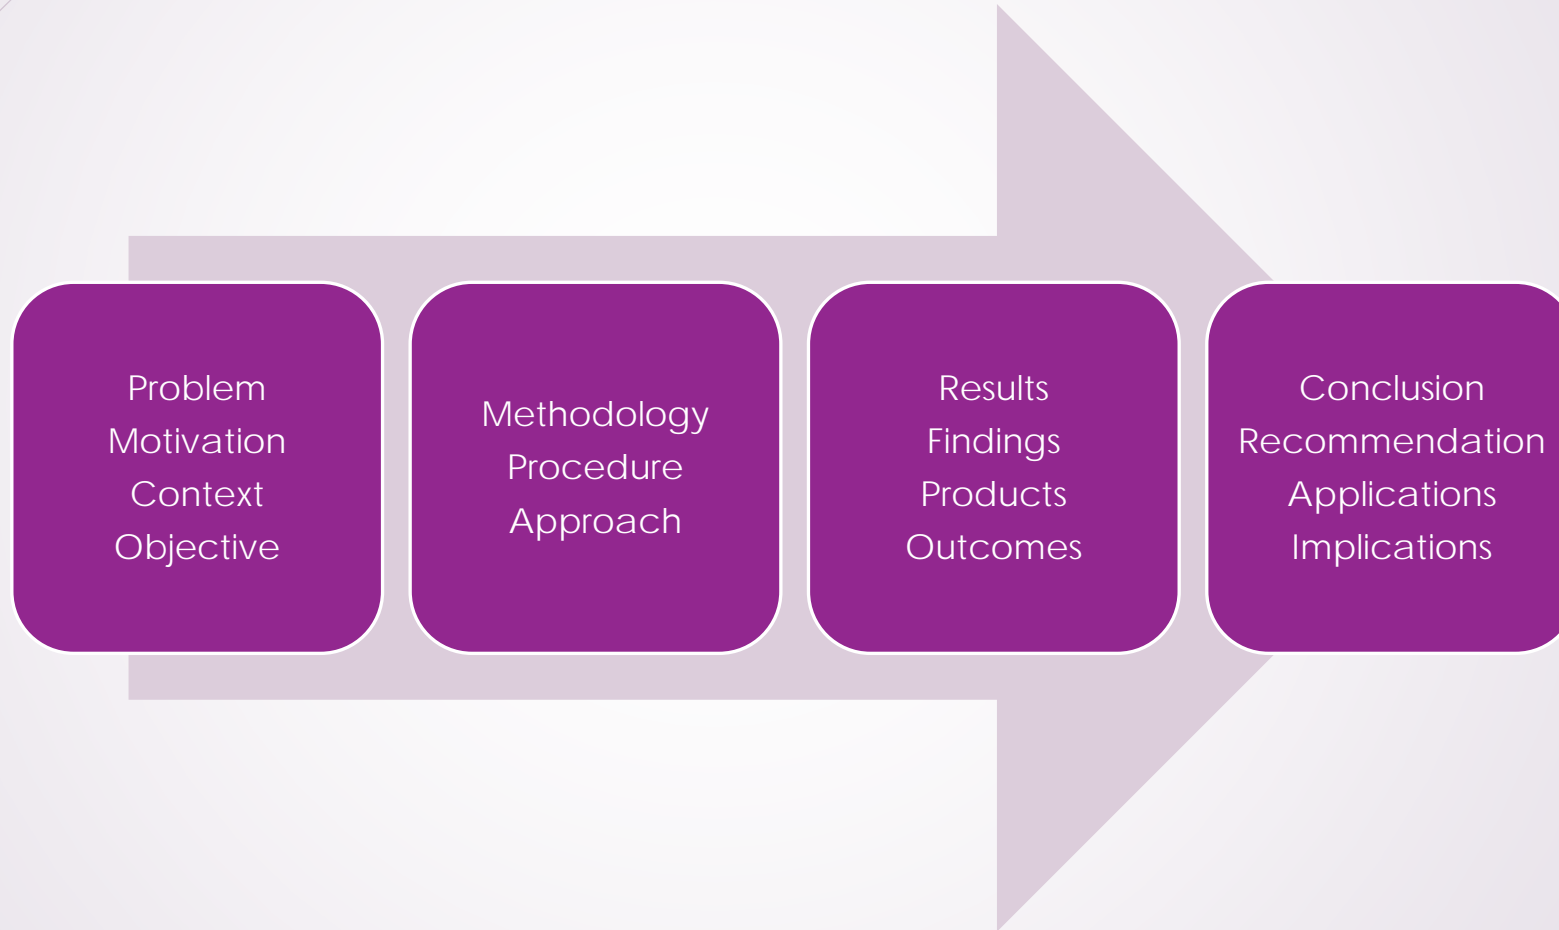 Problem
Motivation
Context
Objective
Methodology
Procedure
Approach
Results
Findings
Products
Outcomes
Conclusion
Recommendation
Applications
Implications